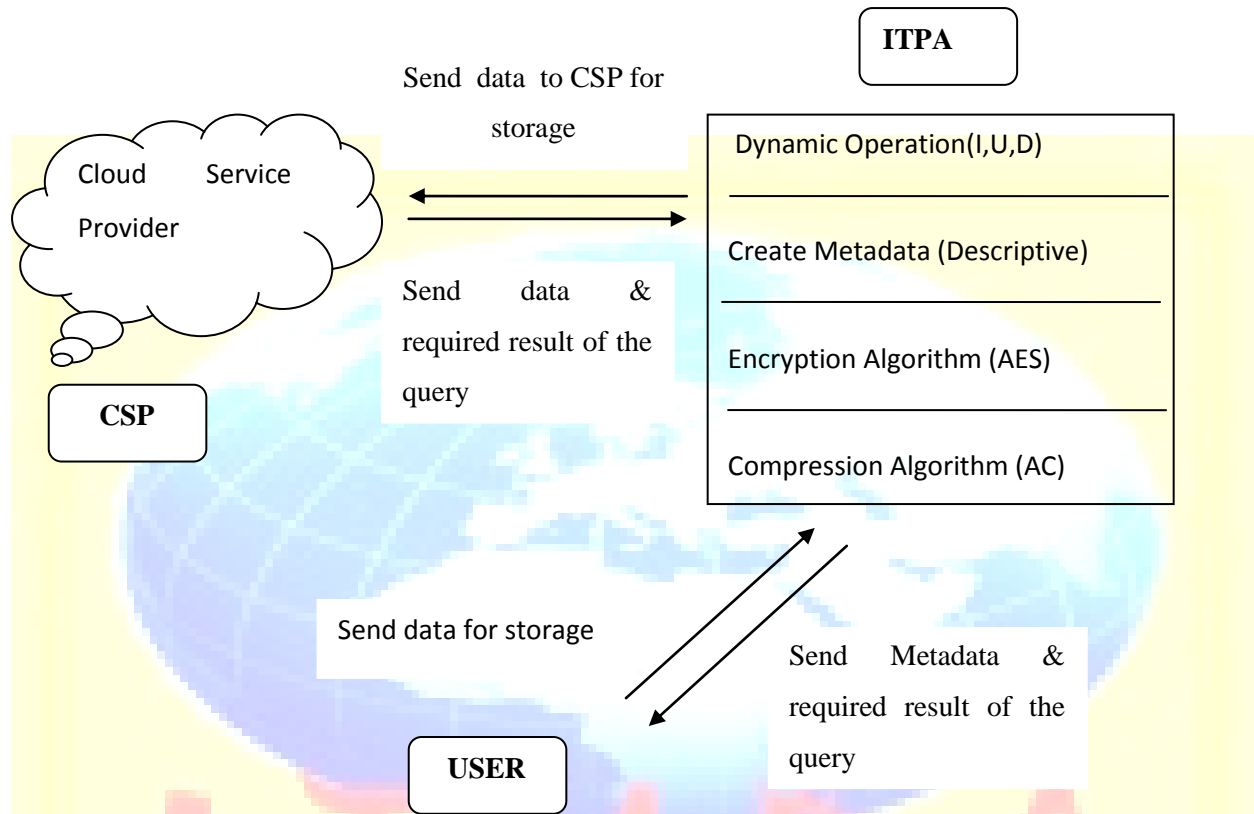 ITPA
Send data to CSP for
storage
Dynamic Operation(I,U,D)
Cloud Service
Provider
Create Metadata (Descriptive)
Send data &
required result of the
query
Encryption Algorithm (AES)
CSP
Compression Algorithm (AC)
Send data for storage
Send Metadata &
required result of the
query
USER